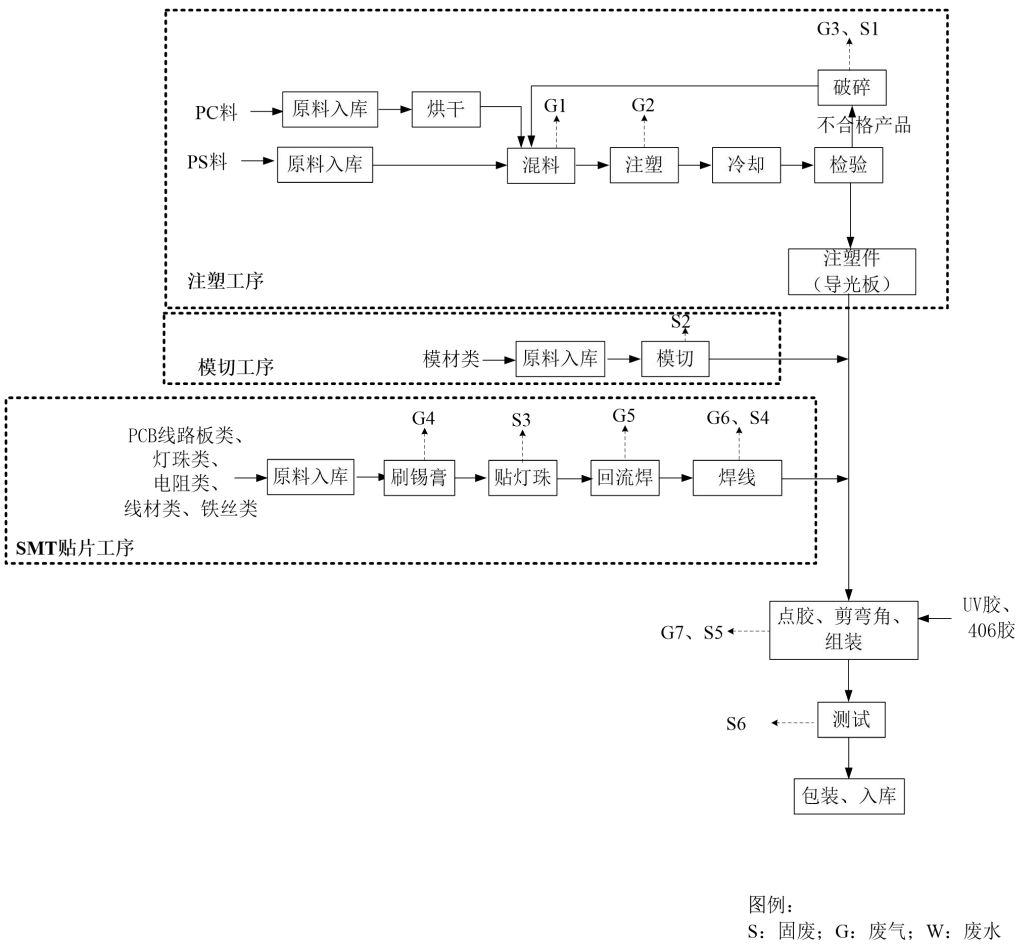 G3、S1
破碎
PC料
原料入库
烘干
G1
G2
不合格产品
PS料
原料入库
混料
注塑
冷却
检验
注塑件
（导光板）
注塑工序
S2
模材类
原料入库
模切
模切工序
PCB线路板类、
灯珠类、
电阻类、
线材类、铁丝类
原料入库
G4
刷锡膏
S3
贴灯珠
G5
回流焊
G6、S4
焊线
SMT贴片工序
点胶、剪弯角、
组装
UV胶、
406胶
G7、S5
测试
S6
包装、入库
图例：
S：固废；G：废气；W：废水